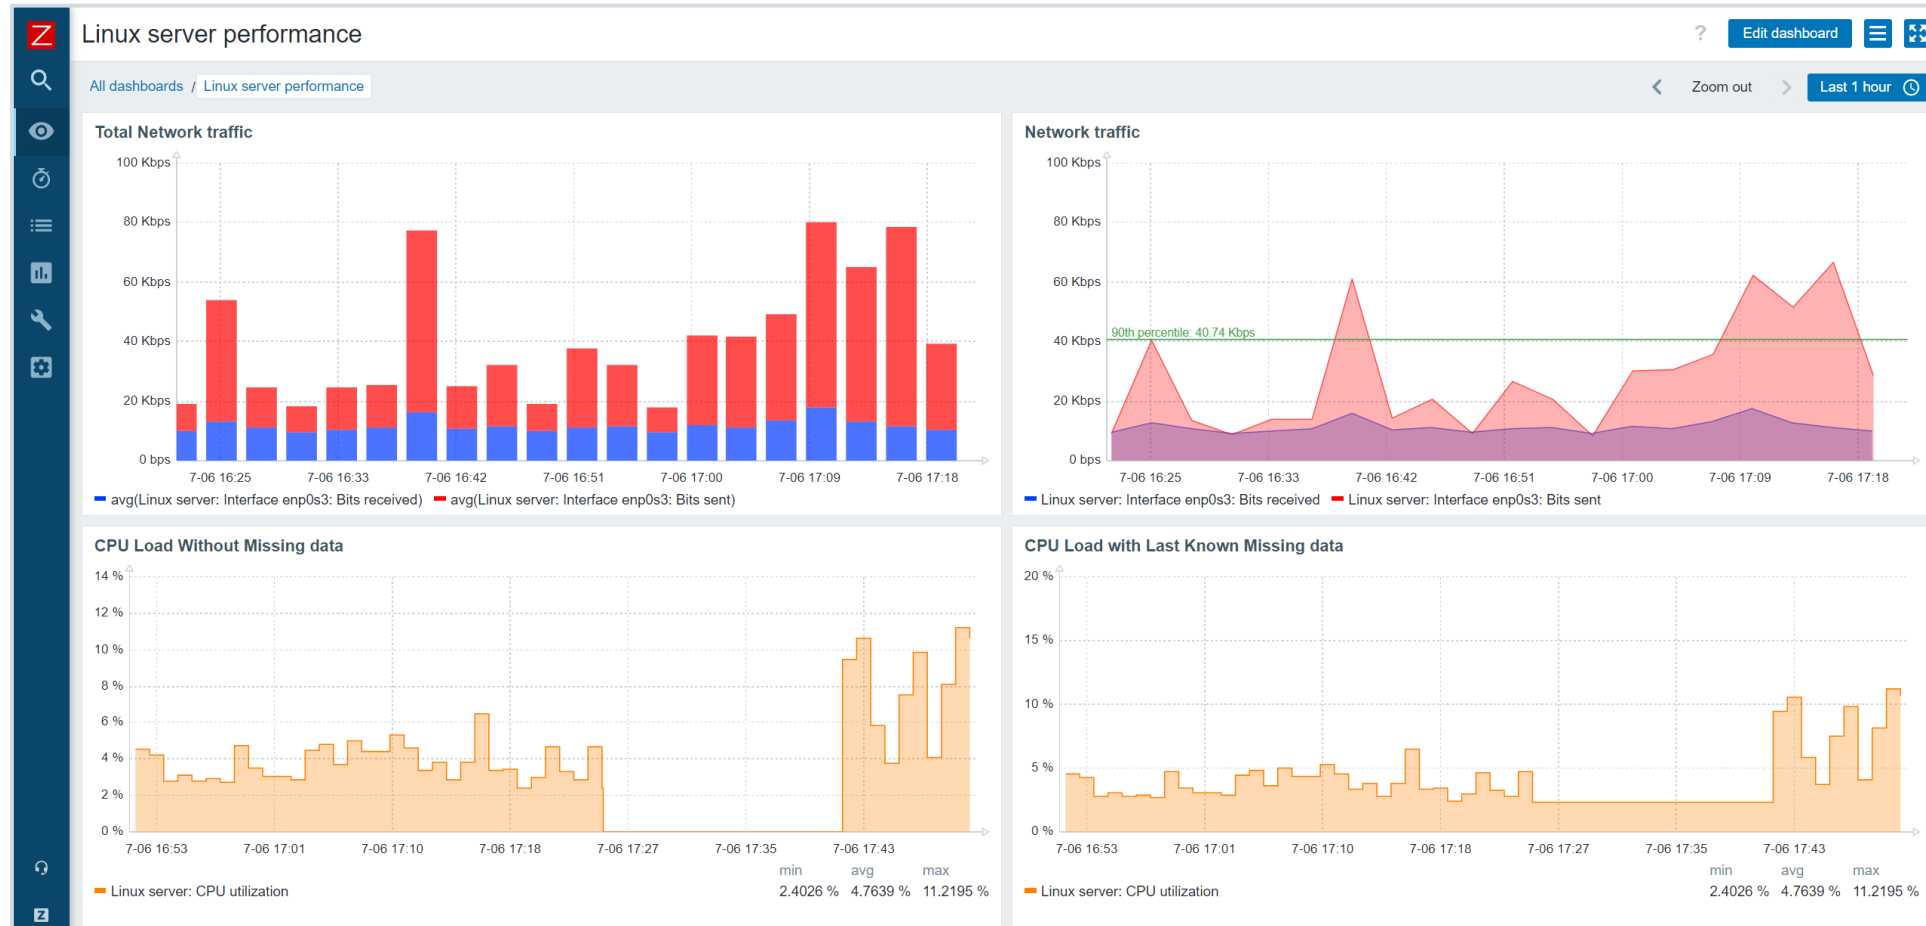 Z
Linux server performance
?
Edit dashboard
All dashboards / Linux server performance
Zoom out
Last 1 hour
Total Network traffic
100 Kbps
80 Kbps
60 Kbps
40 Kbps
20 Kbps
0 bps
7-06 16:25 7-06 16:33 7-06 16:42 7-06 16:51 7-06 17:00 7-06 17:09 7-06 17:18
avg(Linux server: Interface enp0s3: Bits received) avg(Linux server: Interface enp0s3: Bits sent)
Network traffic
100 Kbps
80 Kbps
60 Kbps
90th percentile: 40.74 Kbps
40 Kbps
20 Kbps
0 bps
7-06 16:25 7-06 16:33 7-06 16:42 7-06 16:51 7-06 17:00 7-06 17:09 7-06 17:18
Linux server: Interface enp0s3: Bits received Linux server: Interface enp0s3: Bits sent
CPU Load Without Missing data
14 %
12 %
10 %
8 %
6 %
4 %
2 %
0 %
7-06 16:53 7-06 17:01 7-06 17:10 7-06 17:18 7-06 17:27 7-06 17:35 7-06 17:43
min avg max
Linux server: CPU utilization 2.4026 % 4.7639 % 11.2195 %
CPU Load with Last Known Missing data
20 %
15 %
10 %
5 %
0 %
7-06 16:53 7-06 17:01 7-06 17:10 7-06 17:18 7-06 17:27 7-06 17:35 7-06 17:43
min avg max
Linux server: CPU utilization 2.4026 % 4.7639 % 11.2195 %
Z